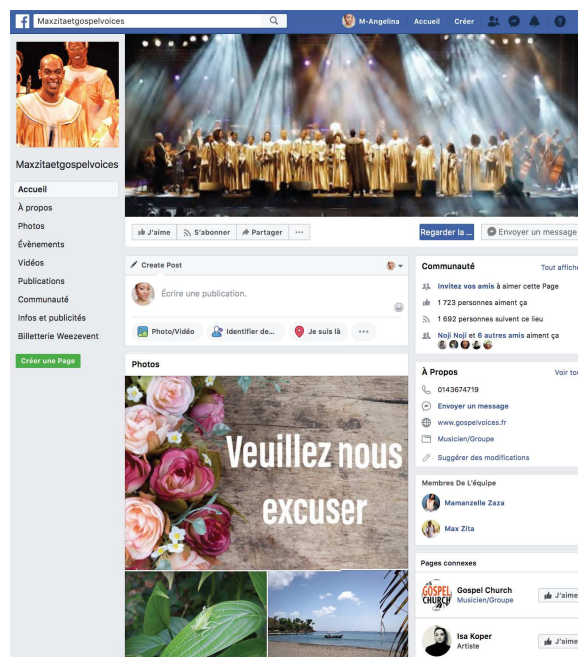 Maxzitaetgospelvoices
M-Angelina
Accueil
Créer
Maxzitaetgospelvoices
Accueil
À propos
Photos
Évènements
Vidéos
Publications
Communauté
Infos et publicités
Billetterie Weezevent
Créer une Page
J'aime
S'abonner
Partager
Regarder la ...
Envoyer un message
Create Post
Écrire une publication.
Photo/Vidéo
Identifier de...
Je suis là
Photos
Veuillez nous
excuser
Communauté
Tout affiche
Invitez vos amis à aimer cette Page
1 723 personnes aiment ça
1 692 personnes suivent ce lieu
Noji Noji et 6 autres amis aiment ça
À Propos
Voir tou
0143674719
Envoyer un message
www.gospelvoices.fr
Musicien/Groupe
Suggérer des modifications
Membres De L'équipe
Mamanzelle Zaza
Max Zita
Pages connexes
GOSPEL
CHURCH
Gospel Church
Musicien/Groupe
J'aime
Isa Koper
Artiste
J'aime